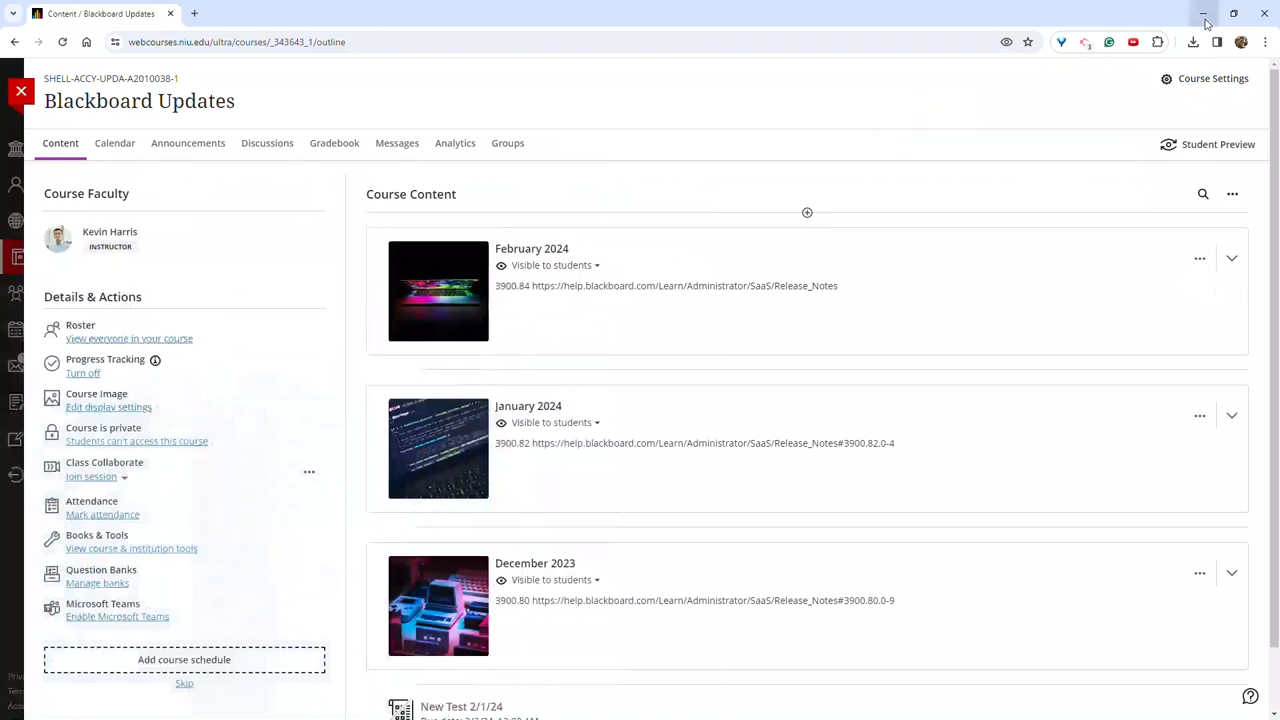 Content / Blackboard Updates
webcourses.niu.edu/ultra/courses/_343643_1/outline
SHELL-ACCY-UPDA-A2010038-1
Blackboard Updates
Course Settings
Content
Calendar
Announcements
Discussions
Gradebook
Messages
Analytics
Groups
Student Preview
Course Faculty
Kevin Harris
INSTRUCTOR
Details & Actions
Roster
View everyone in your course
Progress Tracking
Turn off
Course Image
Edit display settings
Course is private
Students can't access this course
Class Collaborate
Join session
Attendance
Mark attendance
Books & Tools
View course & institution tools
Question Banks
Manage banks
Microsoft Teams
Enable Microsoft Teams
Add course schedule
Skip
Course Content
February 2024
Visible to students
3900.84 https://help.blackboard.com/Learn/Administrator/SaaS/Release_Notes
January 2024
Visible to students
3900.82 https://help.blackboard.com/Learn/Administrator/SaaS/Release_Notes#3900.82.0-4
December 2023
Visible to students
3900.80 https://help.blackboard.com/Learn/Administrator/SaaS/Release_Notes#3900.80.0-9
New Test 2/1/24
Priv
Tern
Acce